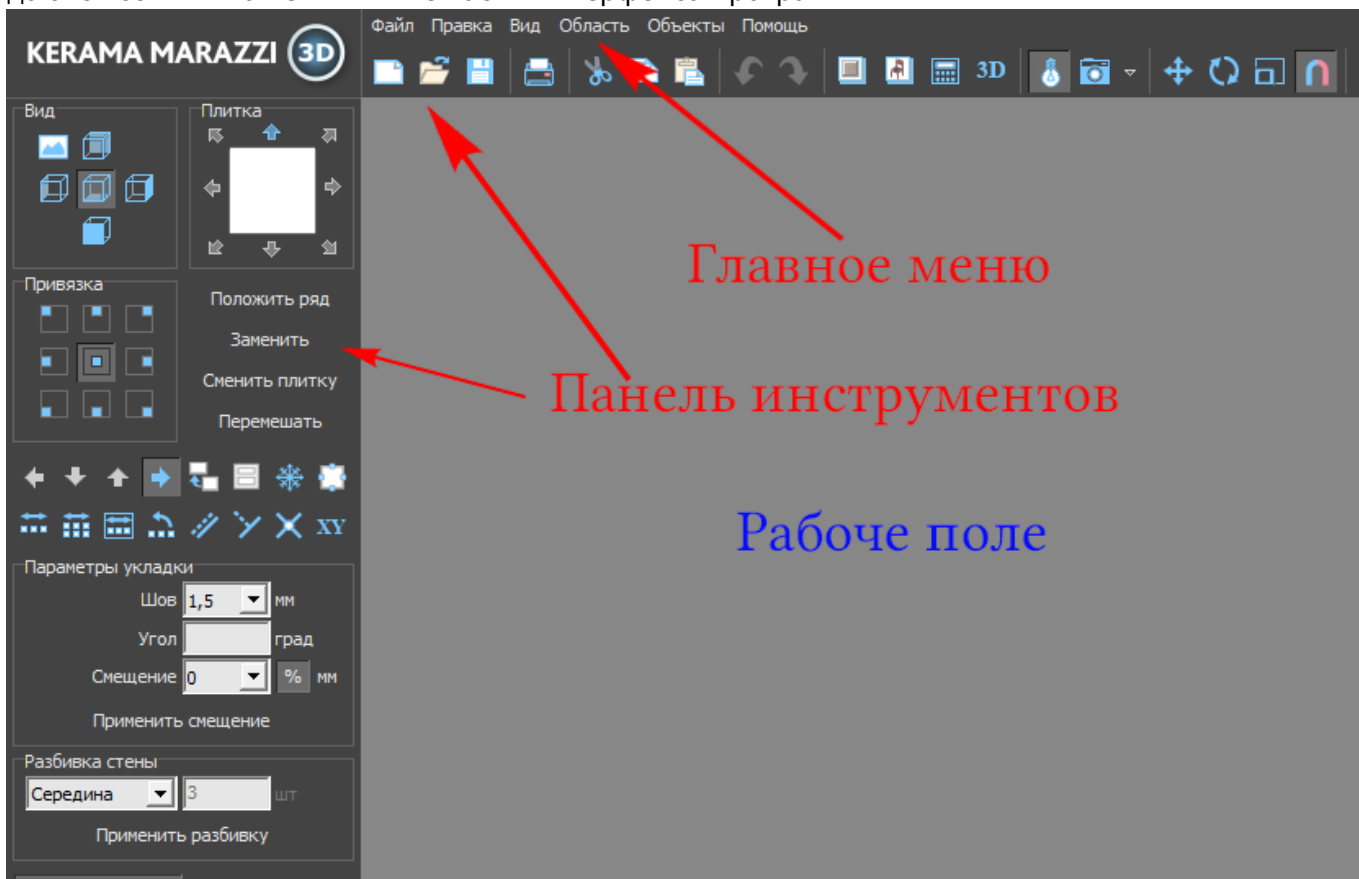 KERAMA MARAZZI 3D
Файл Правка Вид Область Объекты Помощь
3D
Вид
Плитка
Главное меню
Привязка
Положить ряд
Заменить
Сменить плитку
Перемешать
Панель инструментов
XY
Рабоче поле
Параметры укладки
Шов 1,5 мм
Угол град
Смещение 0 % мм
Применить смещение
Разбивка стены
Середина 3 шт
Применить разбивку